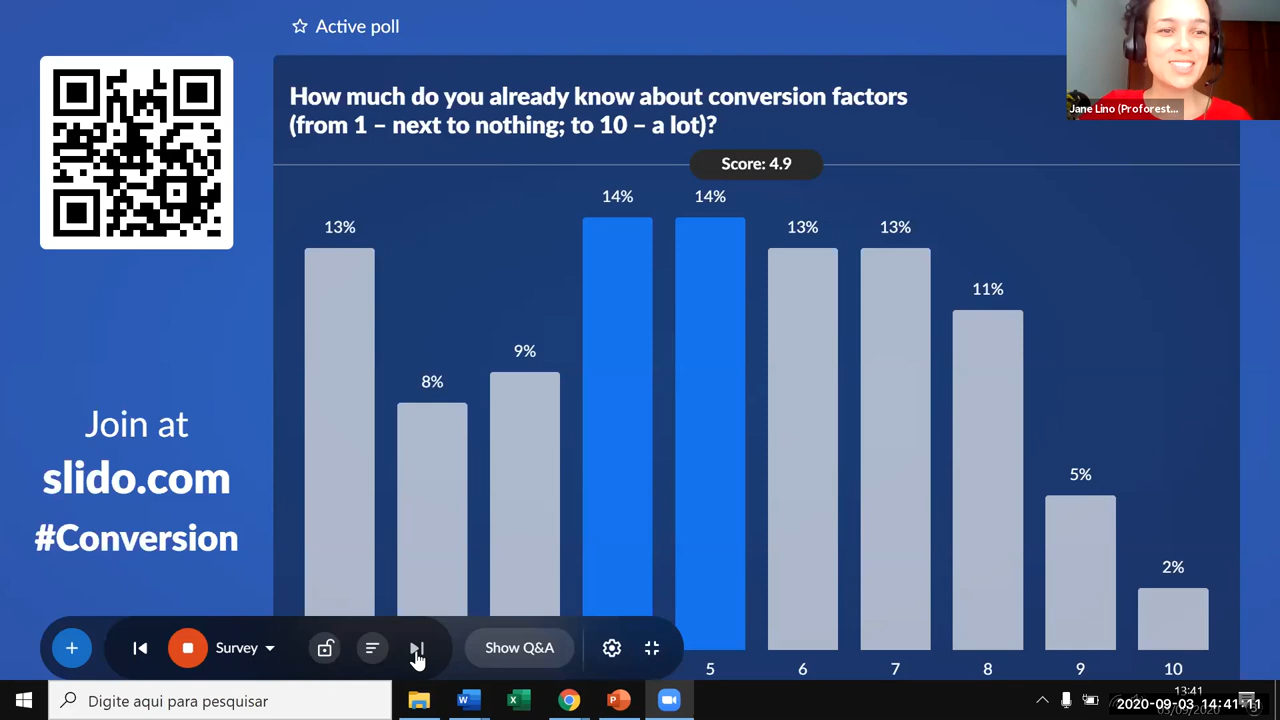 Active poll
How much do you already know about conversion factors
(from 1 – next to nothing; to 10 – a lot)?
Score: 4.9
Jane Lino (Proforest...
13%
8%
9%
14%
14%
13%
13%
11%
5%
2%
5
6
7
8
9
10
Join at
slido.com
#Conversion
Survey
Show Q&A
Digite aqui para pesquisar
13:41
2020-09-03 14:41:11